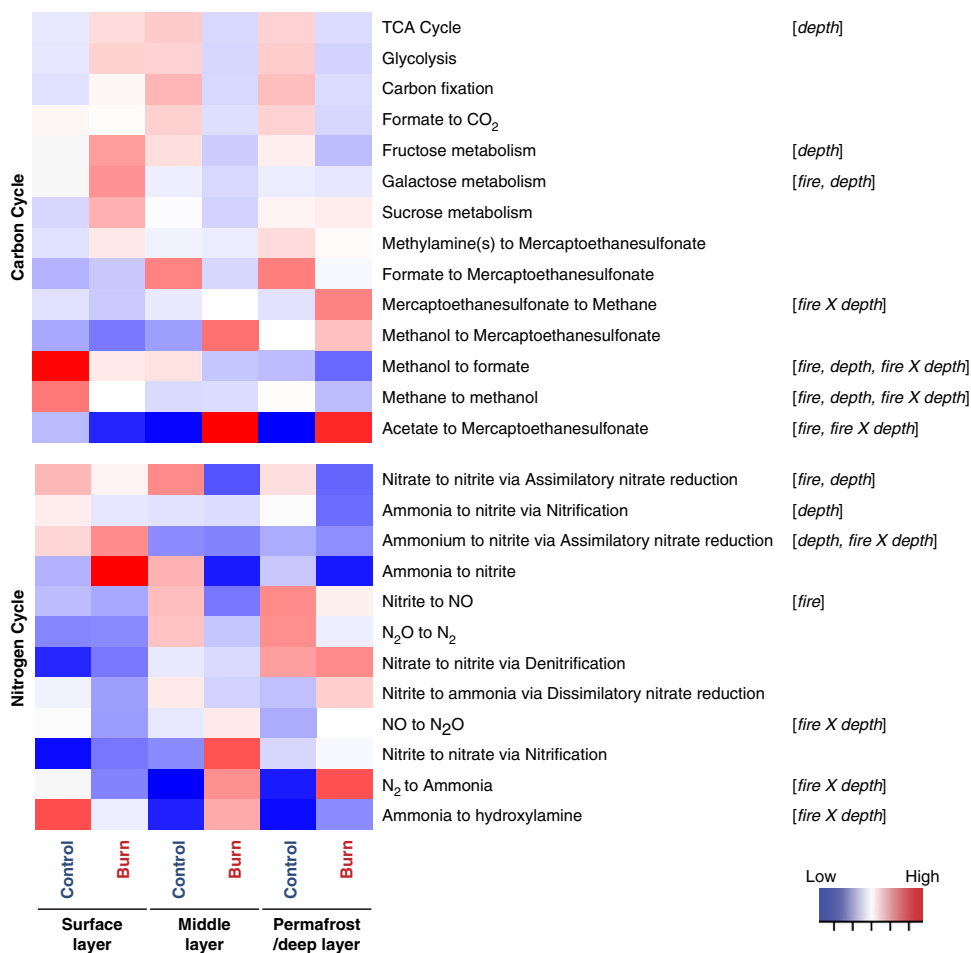 Carbon Cycle
TCA Cycle [depth]
Glycolysis
Carbon fixation
Formate to CO2
Fructose metabolism [depth]
Galactose metabolism [fire, depth]
Sucrose metabolism
Methylamine(s) to Mercaptoethanesulfonate
Formate to Mercaptoethanesulfonate
Mercaptoethanesulfonate to Methane [fire X depth]
Methanol to Mercaptoethanesulfonate
Methanol to formate [fire, depth, fire X depth]
Methane to methanol [fire, depth, fire X depth]
Acetate to Mercaptoethanesulfonate [fire, fire X depth]
Nitrogen Cycle
Nitrate to nitrite via Assimilatory nitrate reduction [fire, depth]
Ammonia to nitrite via Nitrification [depth]
Ammonium to nitrite via Assimilatory nitrate reduction [depth, fire X depth]
Ammonia to nitrite
Nitrite to NO [fire]
N2O to N2
Nitrate to nitrite via Denitrification
Nitrite to ammonia via Dissimilatory nitrate reduction
NO to N2O [fire X depth]
Nitrite to nitrate via Nitrification
N2 to Ammonia [fire X depth]
Ammonia to hydroxylamine [fire X depth]
Control Burn Control Burn Control Burn
Low High
Surface Middle Permafrost
layer layer /deep layer